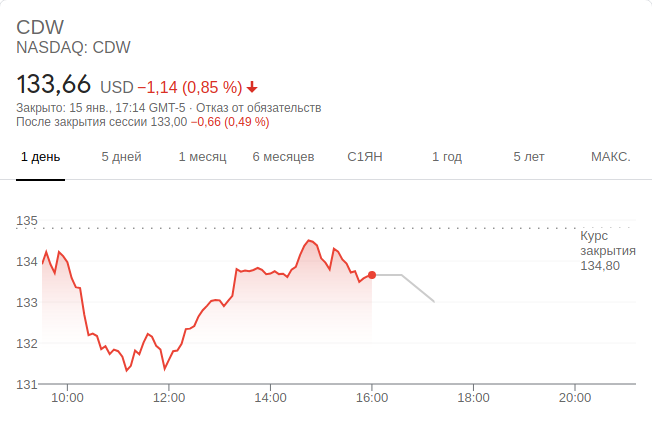 CDW
NASDAQ: CDW
133,66 USD −1,14 (0,85 %)
Закрыто: 15 янв., 17:14 GMT-5 · Отказ от обязательств
После закрытия сессии 133,00 −0,66 (0,49 %)
1 день 5 дней 1 месяц 6 месяцев С1ЯН 1 год 5 лет МАКС.
135
Курс
закрытия
134,80
134
133
132
131
10:00 12:00 14:00 16:00 18:00 20:00